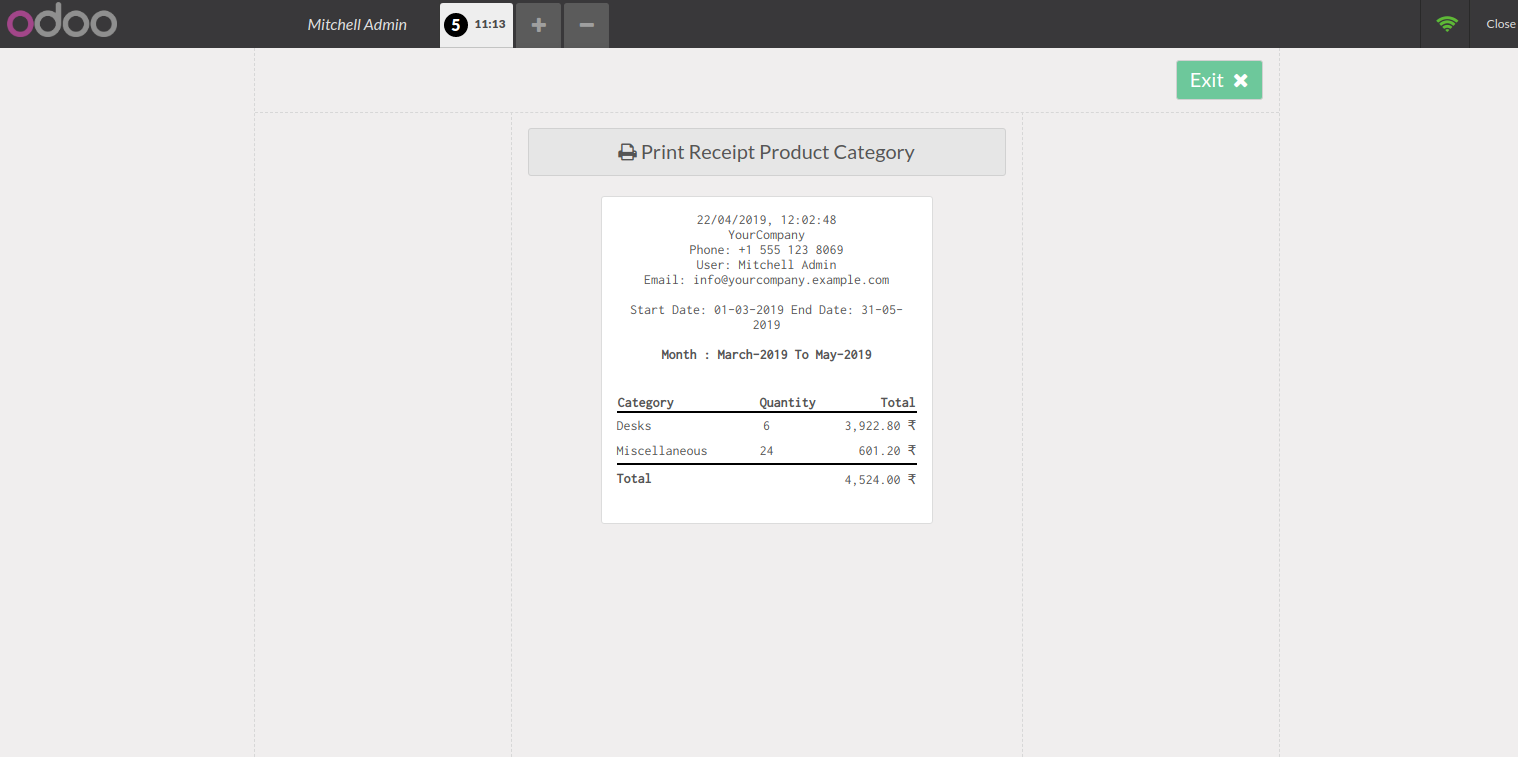 odoo
Mitchell Admin
5 11:13
Close
Exit
Print Receipt Product Category
22/04/2019, 12:02:48
YourCompany
Phone: +1 555 123 8069
User: Mitchell Admin
Email: info@yourcompany.example.com
Start Date: 01-03-2019 End Date: 31-05-
2019
Month : March-2019 To May-2019
Category Quantity Total
Desks 6 3,922.80 ₹
Miscellaneous 24 601.20 ₹
Total 4,524.00 ₹